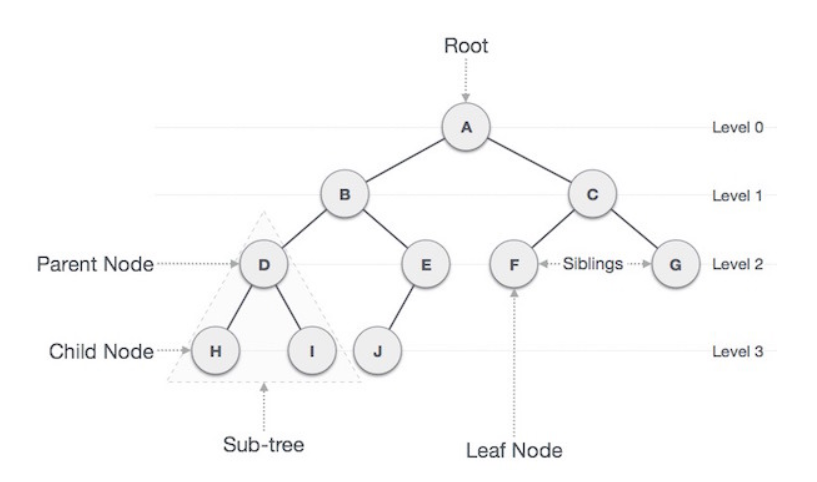 Root
A
Level 0
B
C
Level 1
Parent Node
D
E
F
Siblings
G
Level 2
Child Node
H
I
J
Level 3
Sub-tree
Leaf Node